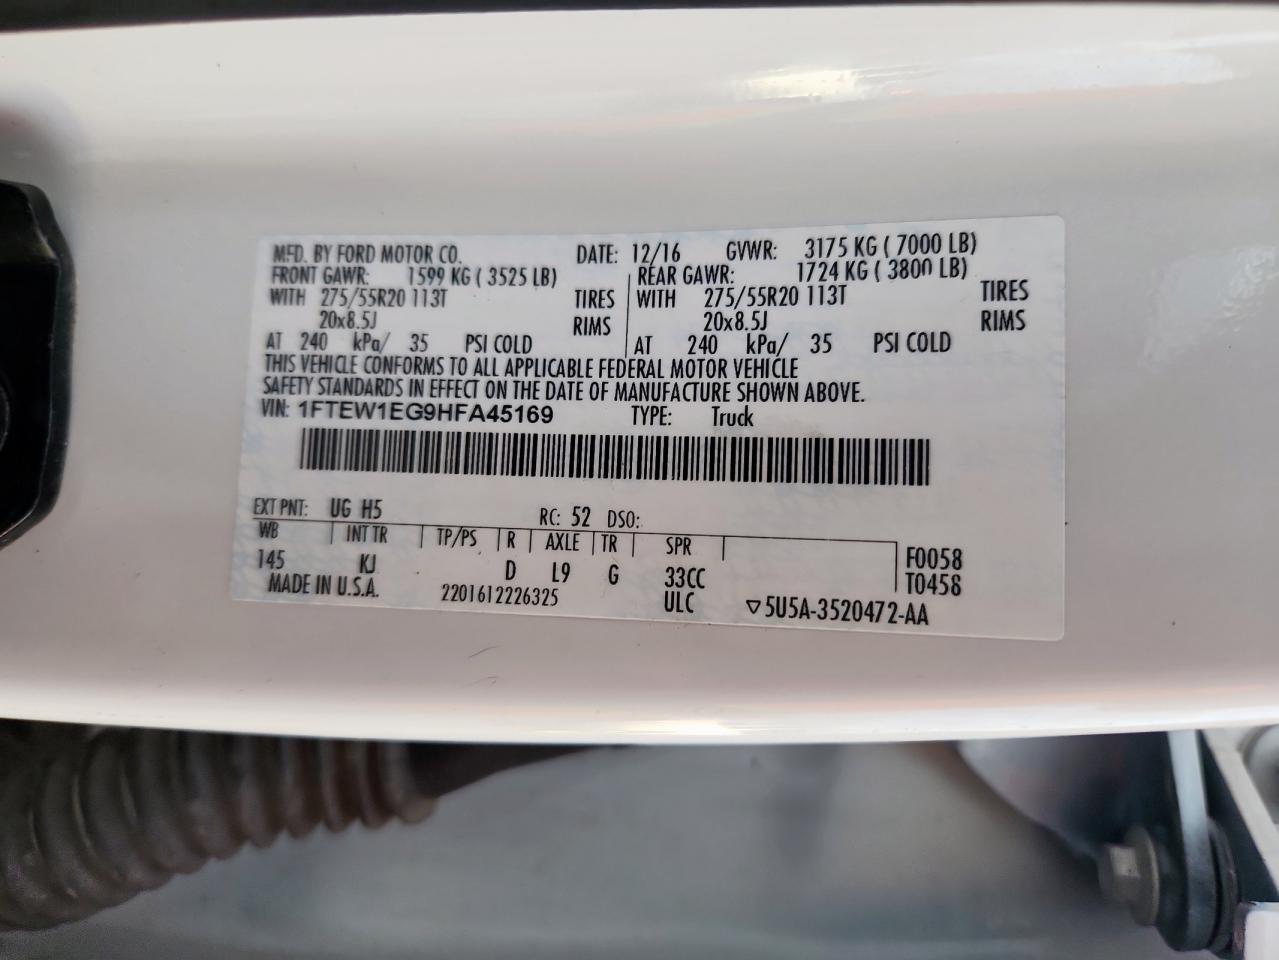 MFD. BY FORD MOTOR CO. DATE: 12/16 GVWR: 3175 KG ( 7000 LB)
FRONT GAWR: 1599 KG ( 3525 LB) REAR GAWR: 1724 KG ( 3800 LB)
WITH 275/55R20 113T TIRES WITH 275/55R20 113T TIRES
20x8.5J RIMS 20x8.5J RIMS
AT 240 kPa/ 35 PSI COLD AT 240 kPa/ 35 PSI COLD
THIS VEHICLE CONFORMS TO ALL APPLICABLE FEDERAL MOTOR VEHICLE
SAFETY STANDARDS IN EFFECT ON THE DATE OF MANUFACTURE SHOWN ABOVE.
VIN: 1FTEW1EG9HFA45169 TYPE: Truck
EXT PNT: UG H5 RC: 52 DSO:
WB INT TR TP/PS R AXLE TR SPR F0058
145 KJ D L9 G 33CC T0458
MADE IN U.S.A. 2201612226325 ULC ▽5U5A-3520472-AA